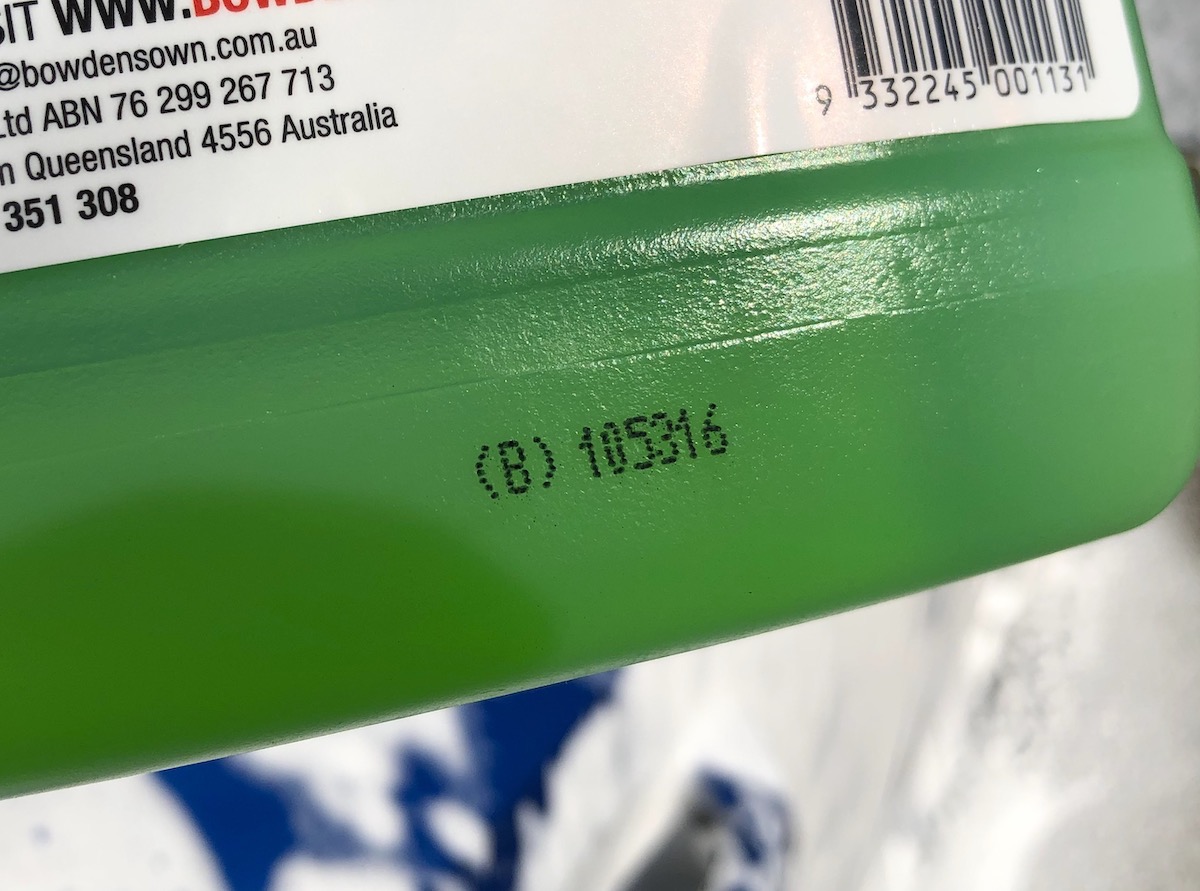 SIT WWW.BOWDE
@bowdensown.com.au
Ltd ABN 76 299 267 713
Queensland 4556 Australia
351 308
9 332245 001131
(B) 105316